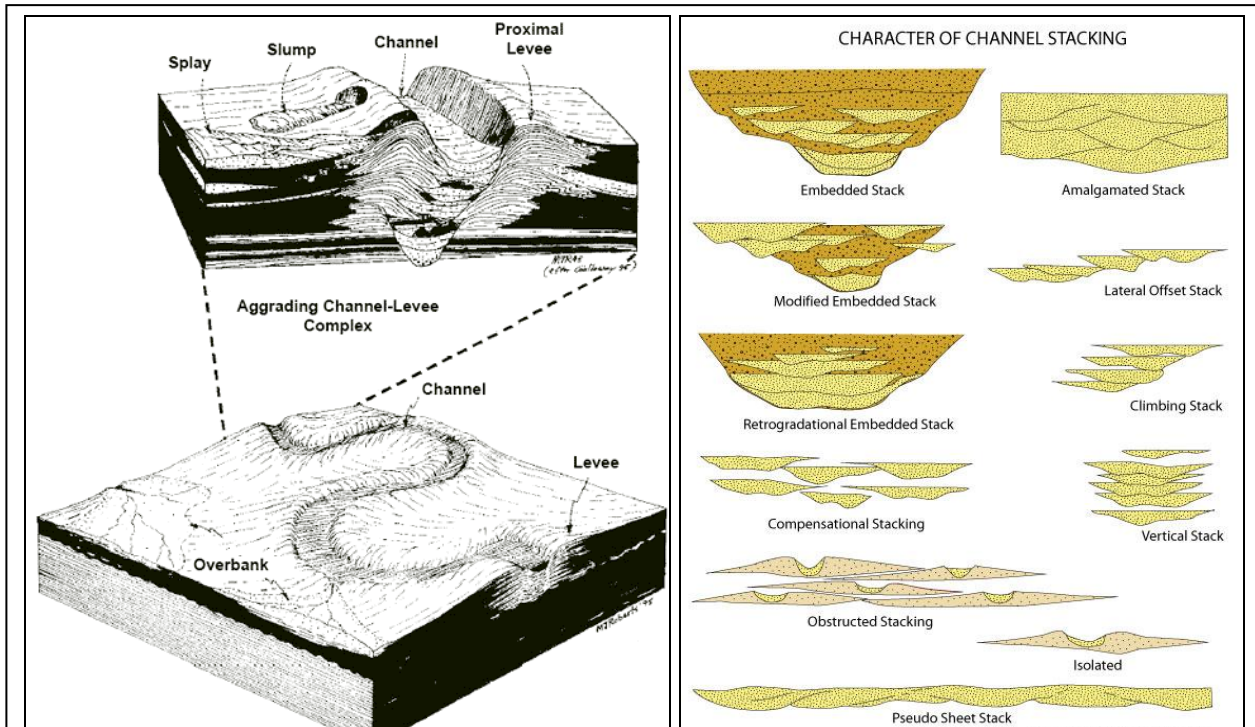 Splay
Slump
Channel
Proximal
Levee
Aggrading Channel-Levee
Complex
Channel
Levee
Overbank
CHARACTER OF CHANNEL STACKING
Embedded Stack
Amalgamated Stack
Modified Embedded Stack
Lateral Offset Stack
Retrogradational Embedded Stack
Climbing Stack
Compensational Stacking
Vertical Stack
Obstructed Stacking
Isolated
Pseudo Sheet Stack